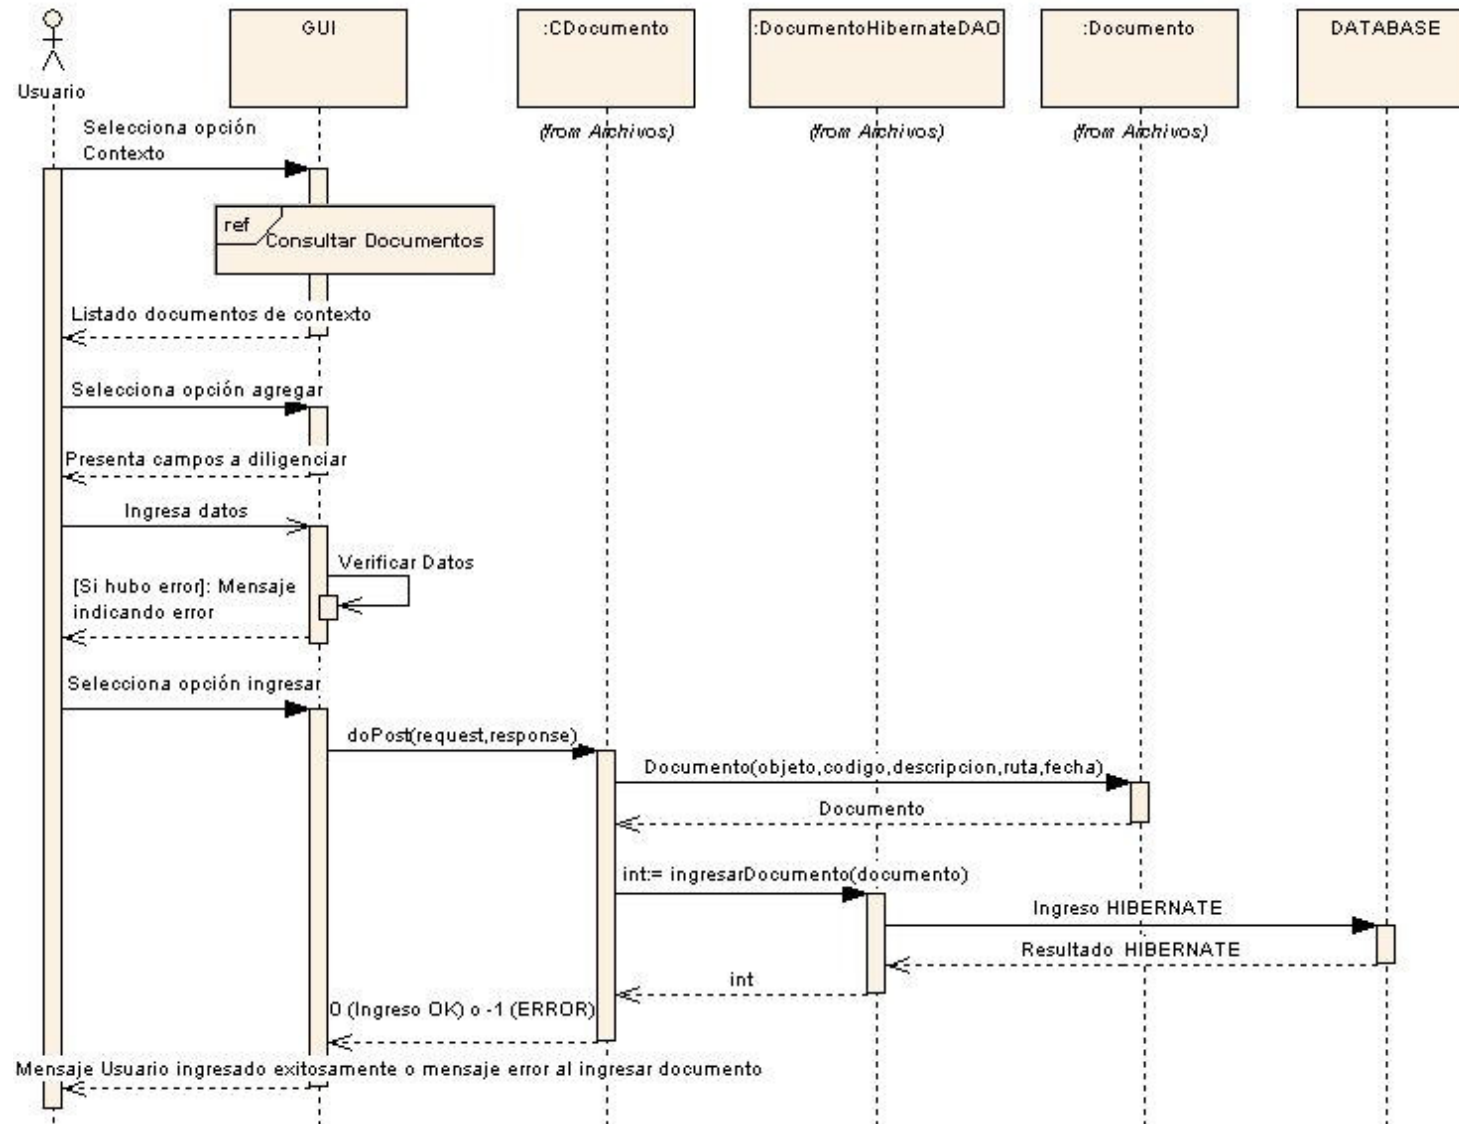 GUI
:CDocumento
:DocumentoHibernateDAO
:Documento
DATABASE
Usuario
(from Archivos)
(from Archivos)
(from Archivos)
Selecciona opción
Contexto
ref
Consultar Documentos
Listado documentos de contexto
Selecciona opción agregar
Presenta campos a diligenciar
Ingresa datos
Verificar Datos
[Si hubo error]: Mensaje
indicando error
Selecciona opción ingresar
doPost(request,response)
Documento(objeto,codigo,descripcion,ruta,fecha)
Documento
int:= ingresarDocumento(documento)
Ingreso HIBERNATE
Resultado HIBERNATE
int
0 (Ingreso OK) o -1 (ERROR)
Mensaje Usuario ingresado exitosamente o mensaje error al ingresar documento